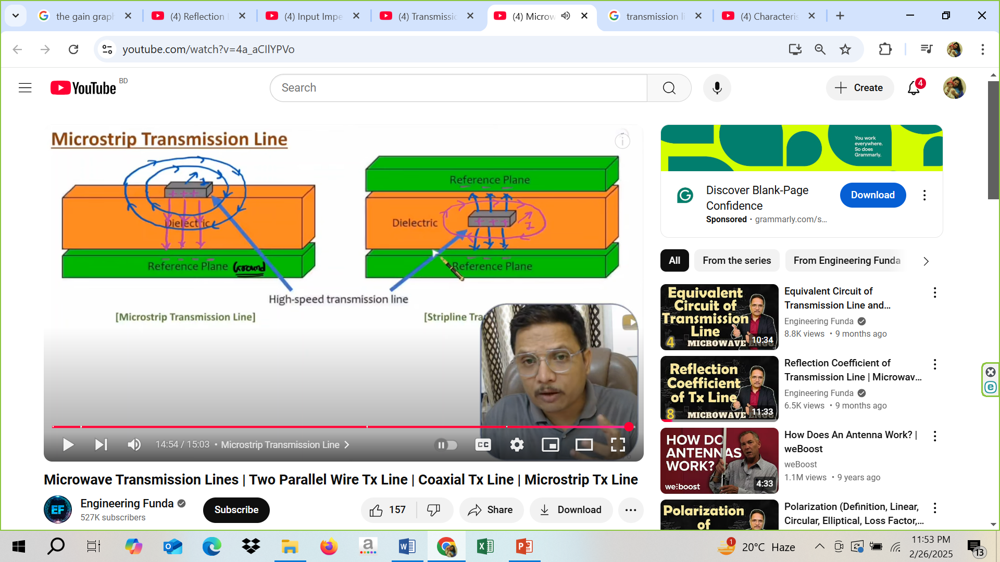 the gain grap
(4) Reflection
(4) Input Impe
(4) Transmissic
(4) Microw
transmission li
(4) Characteris
youtube.com/watch?v=4a_aCIlYPVo
YouTube
BD
Search
Create
4
Microstrip Transmission Line
Dielectric
Reference Plane Ground
Reference Plane
Dielectric
Reference Plane
High-speed transmission line
[Microstrip Transmission Line]
[Stripline Tra
14:54 / 15:03 • Microstrip Transmission Line
CC
Microwave Transmission Lines | Two Parallel Wire Tx Line | Coaxial Tx Line | Microstrip Tx Line
EF
Engineering Funda
527K subscribers
Subscribe
157
Share
Download
You work
everywhere.
So does
Grammarly.
Discover Blank-Page
Confidence
Sponsored · grammarly.com/s...
Download
All
From the series
From Engineering Funda
Equivalent
Circuit of
Transmission
Line
4
MICROWAVE ENGG
10:34
Equivalent Circuit of
Transmission Line and...
Engineering Funda
8.8K views • 9 months ago
Reflection
Coefficient
of Tx Line
8
MICROWAVE ENGG
11:33
Reflection Coefficient of
Transmission Line | Microwav...
Engineering Funda
6.5K views • 9 months ago
HOW DO
ANTENNAS
WORK?
we:boost
4:33
How Does An Antenna Work? |
weBoost
weBoost
1.1M views • 9 years ago
Polarization
of
Polarization (Definition, Linear,
Circular, Elliptical, Loss Factor,...
1
20°C Haze
11:53 PM
2/26/2025
13